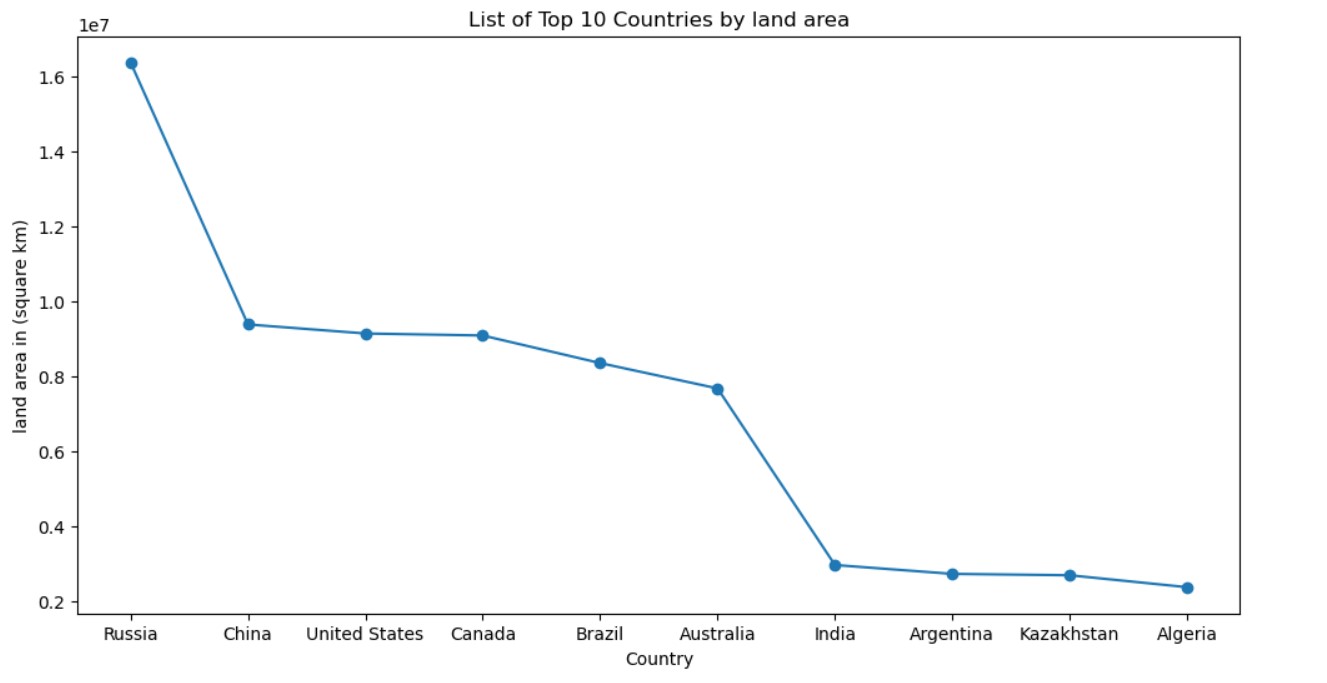 List of Top 10 Countries by land area
1e7
1.6
1.4
1.2
1.0
0.8
0.6
0.4
0.2
land area in (square km)
Russia China United States Canada Brazil Australia India Argentina Kazakhstan Algeria
Country